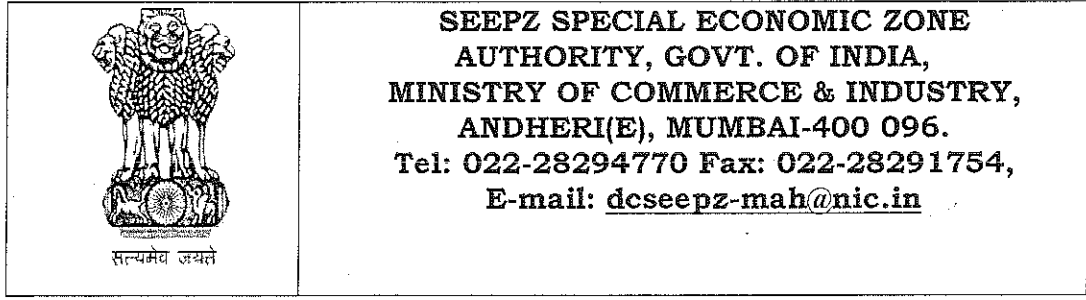 SEEPZ SPECIAL ECONOMIC ZONE
AUTHORITY, GOVT. OF INDIA,
MINISTRY OF COMMERCE & INDUSTRY,
ANDHERI(E), MUMBAI-400 096.
Tel: 022-28294770 Fax: 022-28291754,
E-mail: dcseepz-mah@nic.in
सत्यमेव जयते